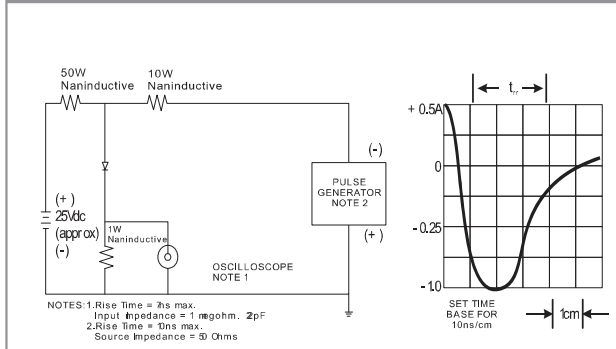 50W
Naninductive
10W
Naninductive
(+)
25Vdc
(approx)
(-)
1W
Naninductive
(-)
PULSE
GENERATOR
NOTE 2
(+)
OSCILLOSCOPE
NOTE 1
NOTES: 1.Rise Time = 7ns max.
Input Impedance = 1 megohm. 22pF
2.Rise Time = 10ns max.
Source Impedance = 50 Ohms
trr
+ 0.5A
0
- 0.25
- 1.0
SET TIME
BASE FOR
10ns/cm
1cm